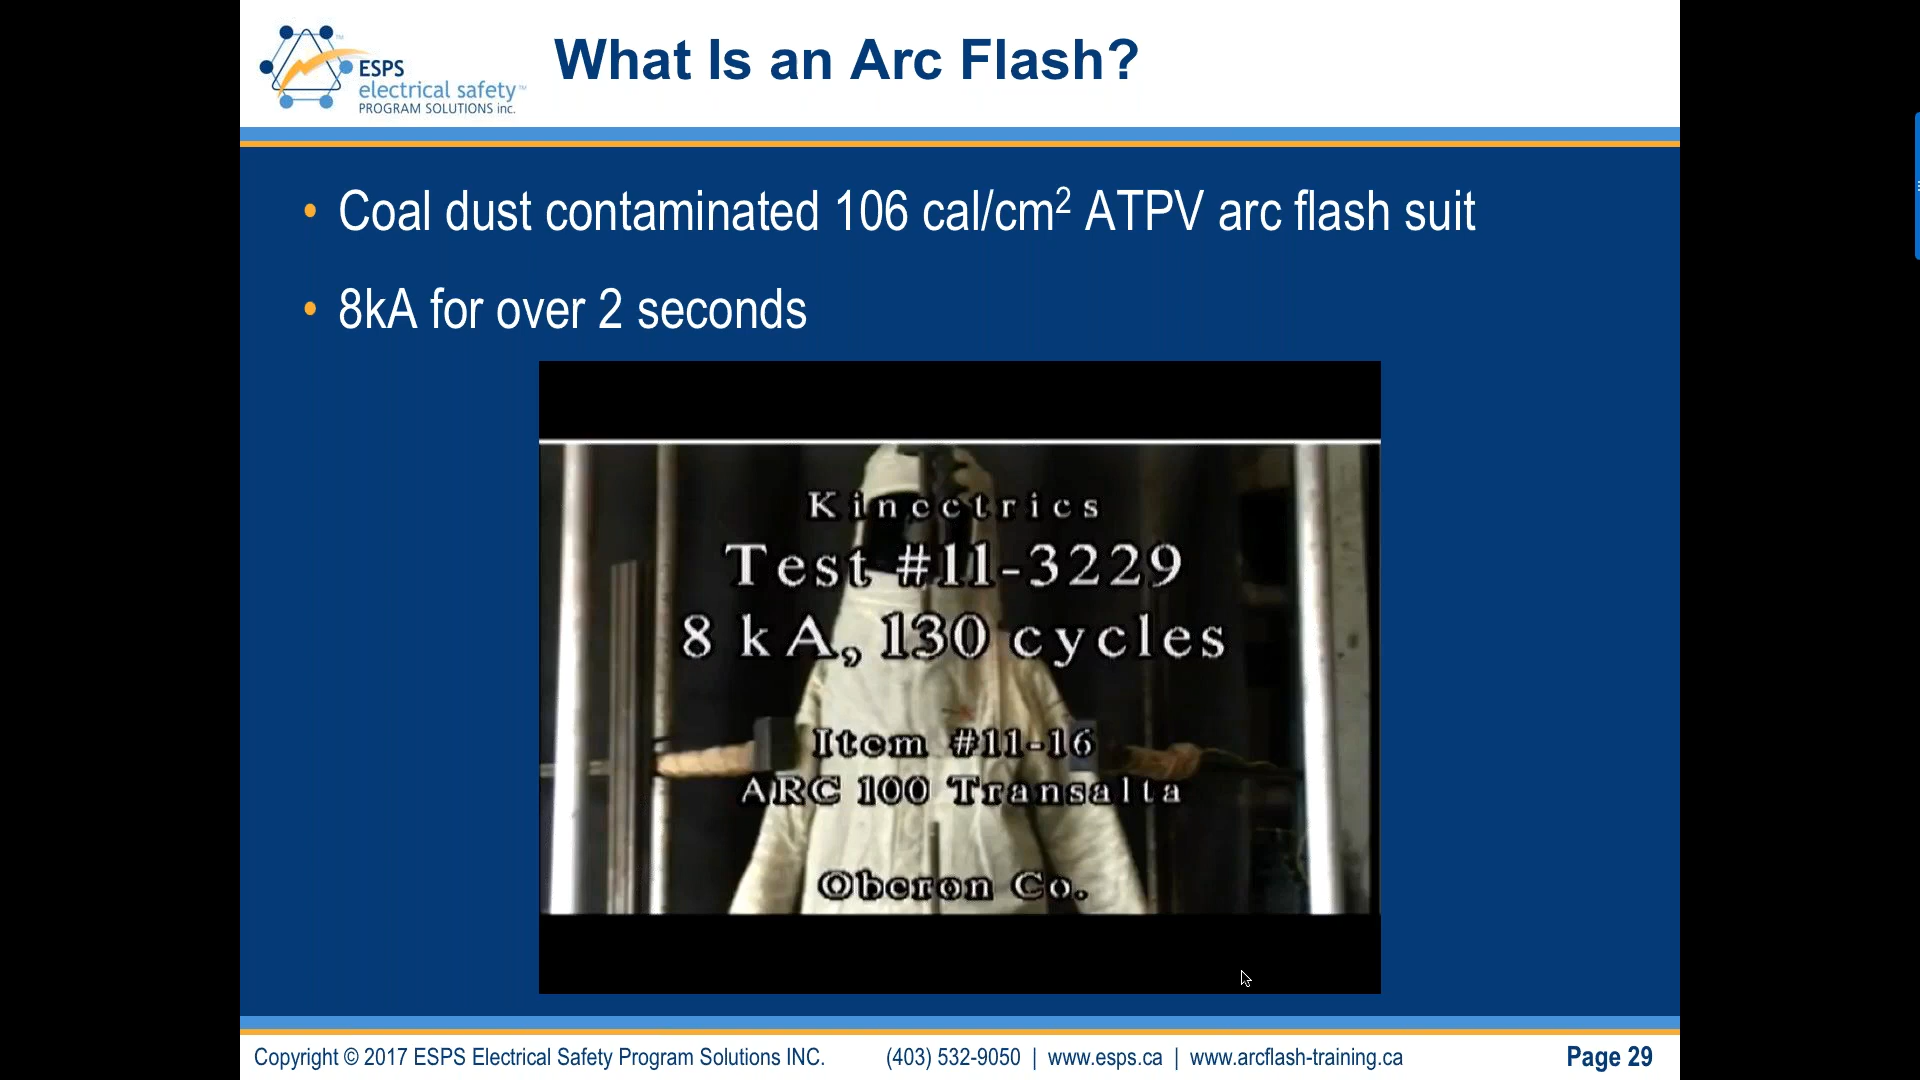 What Is an Arc Flash?
ESPS
electrical safety™
PROGRAM SOLUTIONS inc.
• Coal dust contaminated 106 cal/cm² ATPV arc flash suit
• 8kA for over 2 seconds
Kinectrics
Test #11-3229
8 kA, 130 cycles
Item #11-16
ARC 100 Transalta
Oberon Co.
Copyright © 2017 ESPS Electrical Safety Program Solutions INC. (403) 532-9050 | www.esps.ca | www.arcflash-training.ca Page 29